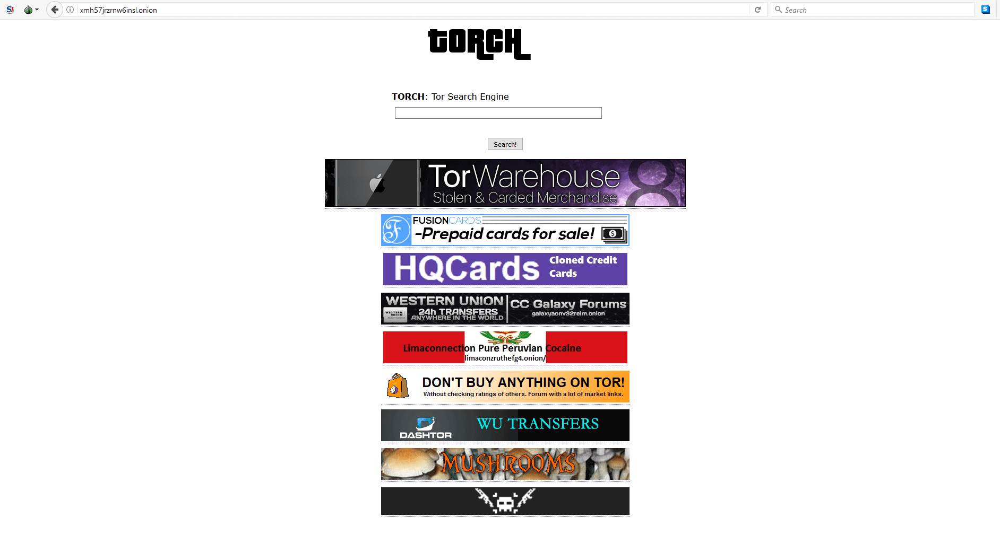 xmh57jrzrnw6insl.onion
Search
TORCH
TORCH: Tor Search Engine
Search!
TorWarehouse 8
Stolen & Carded Merchandise
FUSIONCARDS
-Prepaid cards for sale!
HQCards
Cloned Credit
Cards
WESTERN UNION
24h TRANSFERS
ANYWHERE IN THE WORLD
WESTERN UNION
CC Galaxy Forums
galaxyaonv32reim.onion
Limaconnection Pure Peruvian Cocaine
limaconzruthefg4.onion/
DON'T BUY ANYTHING ON TOR!
Without checking ratings of others. Forum with a lot of market links.
DASHTOR
WU TRANSFERS
MUSHROOMS